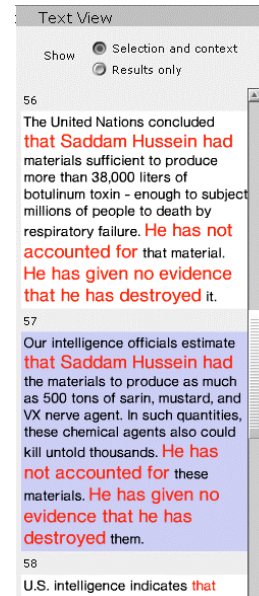 Text View
Show
Selection and context
Results only
56
The United Nations concluded
that Saddam Hussein had
materials sufficient to produce
more than 38,000 liters of
botulinum toxin - enough to subject
millions of people to death by
respiratory failure. He has not
accounted for that material.
He has given no evidence
that he has destroyed it.
57
Our intelligence officials estimate
that Saddam Hussein had
the materials to produce as much
as 500 tons of sarin, mustard, and
VX nerve agent. In such quantities,
these chemical agents also could
kill untold thousands. He has
not accounted for these
materials. He has given no
evidence that he has
destroyed them.
58
U.S. intelligence indicates that